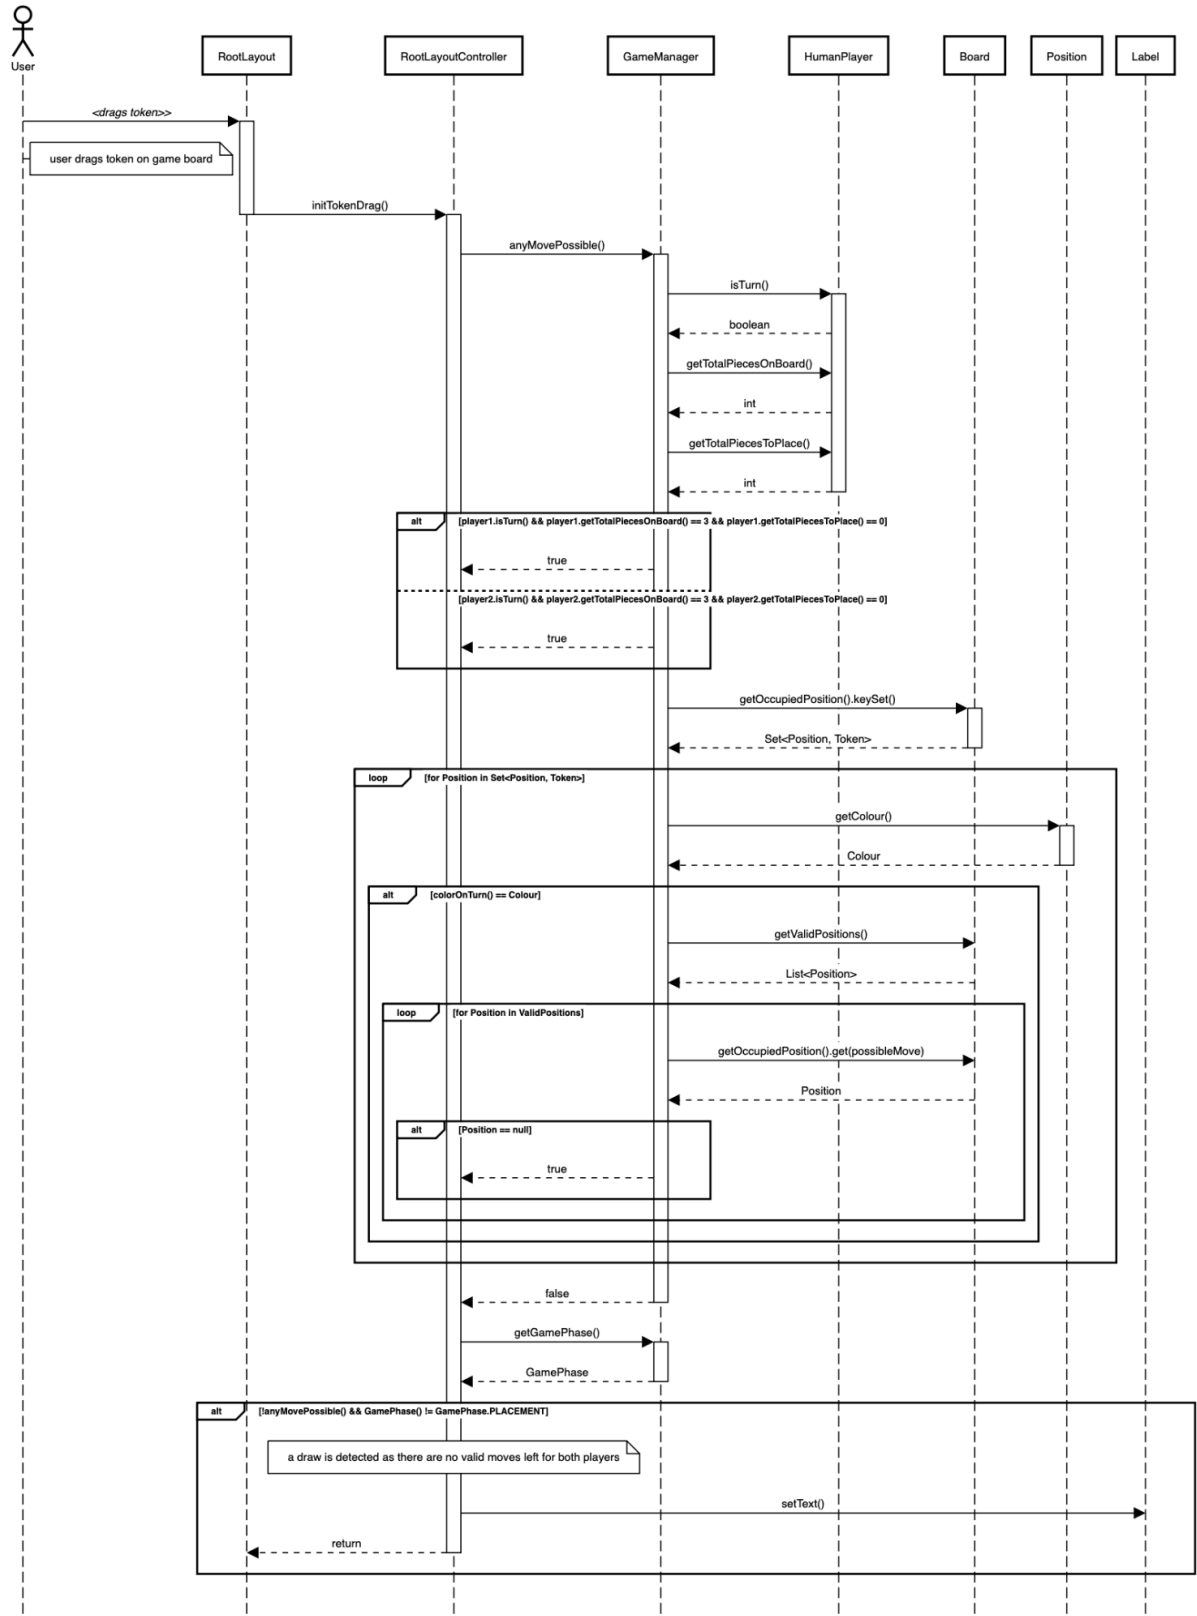 User
RootLayout
RootLayoutController
GameManager
HumanPlayer
Board
Position
Label
<drags token>>
user drags token on game board
initTokenDrag()
anyMovePossible()
isTurn()
boolean
getTotalPiecesOnBoard()
int
getTotalPiecesToPlace()
int
alt [player1.isTurn() && player1.getTotalPiecesOnBoard() == 3 && player1.getTotalPiecesToPlace() == 0]
true
[player2.isTurn() && player2.getTotalPiecesOnBoard() == 3 && player2.getTotalPiecesToPlace() == 0]
true
getOccupiedPosition().keySet()
Set<Position, Token>
loop [for Position in Set<Position, Token>]
getColour()
Colour
alt [colorOnTurn() == Colour]
getValidPositions()
List<Position>
loop [for Position in ValidPositions]
getOccupiedPosition().get(possibleMove)
Position
alt [Position == null]
true
false
getGamePhase()
GamePhase
alt [!anyMovePossible() && GamePhase() != GamePhase.PLACEMENT]
a draw is detected as there are no valid moves left for both players
setText()
return